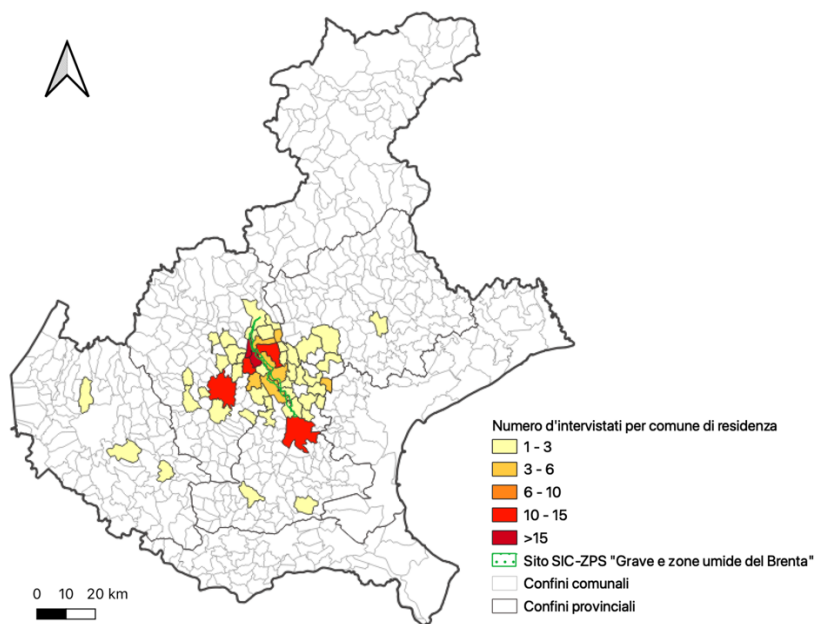 Numero d'intervistati per comune di residenza
1 - 3
3 - 6
6 - 10
10 - 15
>15
Sito SIC-ZPS "Grave e zone umide del Brenta"
Confini comunali
Confini provinciali
0 10 20 km